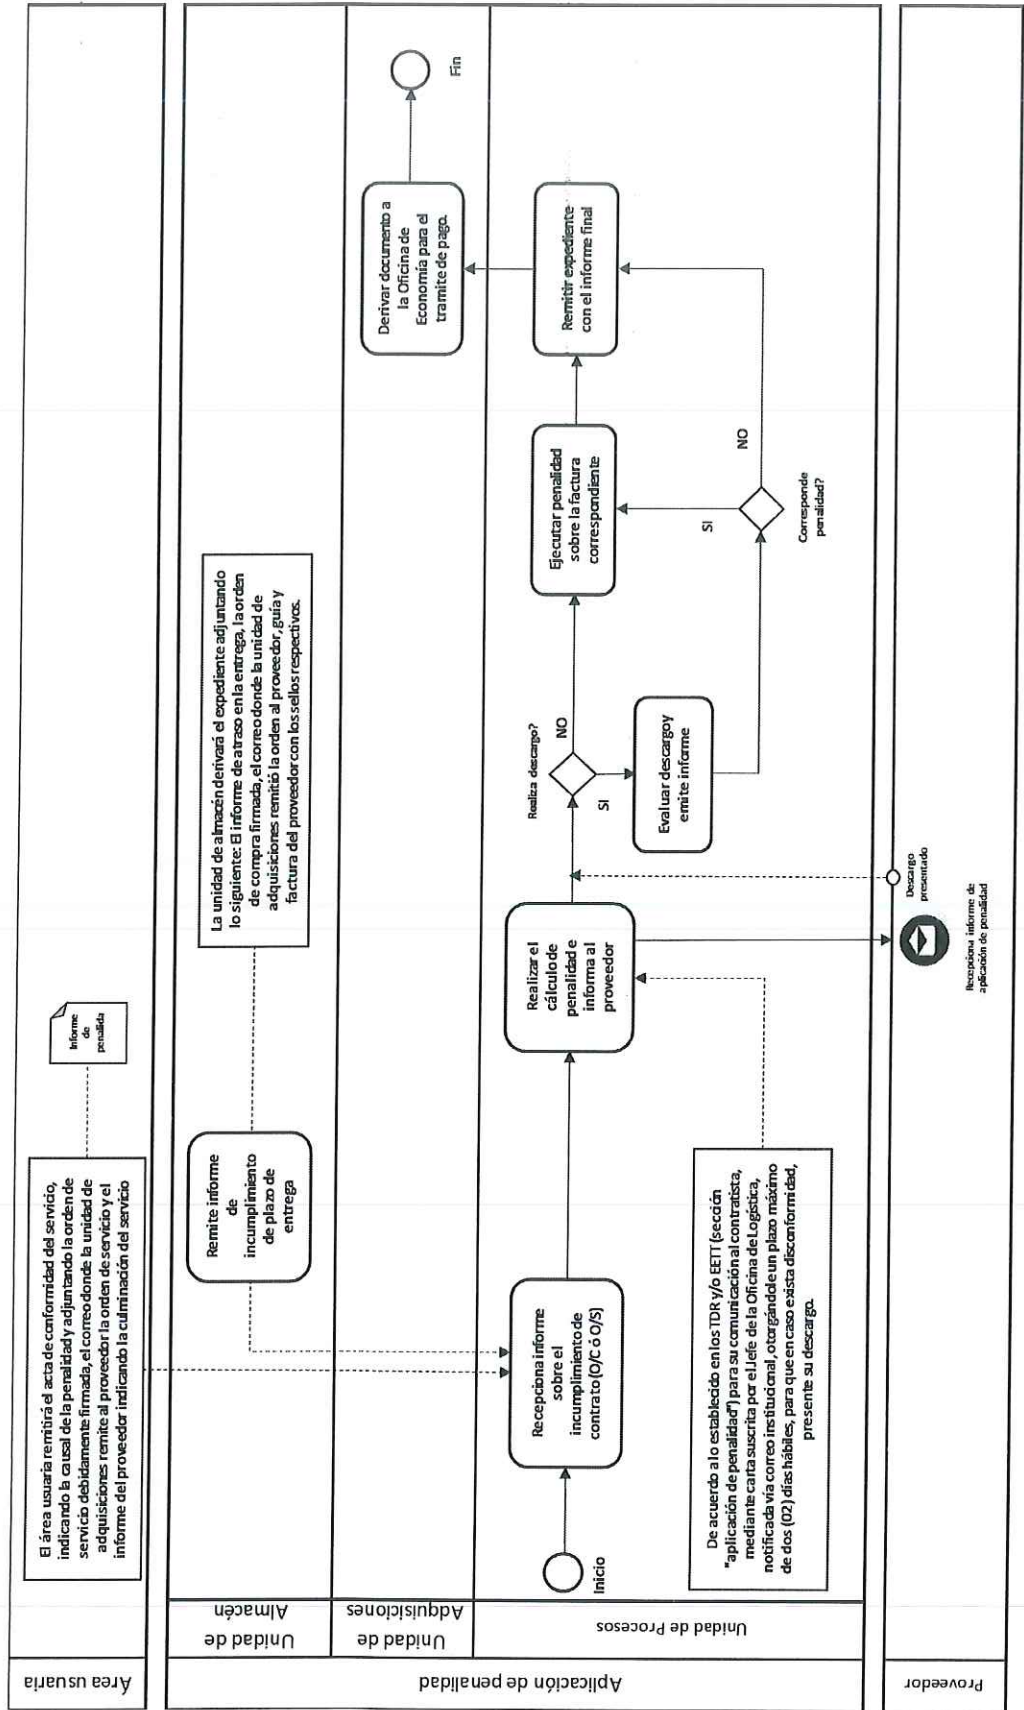 Área usuaria
El área usuaria remitirá el acta de conformidad del servicio,
indicando la causal de la penalidad y adjuntando la orden de
servicio debidamente firmada, el correo donde la unidad de
adquisiciones remite al proveedor la orden de servicio y el
informe del proveedor indicando la culminación del servicio
Informe
de
penalida
Aplicación de penalidad
Unidad de
Almacén
Remite informe
de
incumplimiento
de plazo de
entrega
La unidad de almacén derivará el expediente adjuntando
lo siguiente: El informe de atraso en la entrega, la orden
de compra firmada, el correo donde la unidad de
adquisiciones remitió la orden al proveedor, guía y
factura del proveedor con los sellos respectivos.
Unidad de
Adquisiciones
Derivar documento a
la Oficina de
Economía para el
tramite de pago.
Fin
Unidad de Procesos
Inicio
Recepciona informe
sobre el
incumplimiento de
contrato (O/C ó O/S)
Realizar el
cálculo de
penalidad e
informa al
proveedor
Realiza descargo?
NO
SI
Evaluar descargo y
emite informe
Ejecutar penalidad
sobre la factura
correspondiente
SI
NO
Corresponde
penalidad?
Remitir expediente
con el informe final
De acuerdo a lo establecido en los TDR y/o EETT (sección
"aplicación de penalidad") para su comunicación al contratista,
mediante carta suscrita por el Jefe de la Oficina de Logística,
notificada vía correo institucional, otorgándole un plazo máximo
de dos (02) días hábiles, para que en caso exista disconformidad,
presente su descargo.
Proveedor
Descargo
presentado
Recepciona informe de
aplicación de penalidad